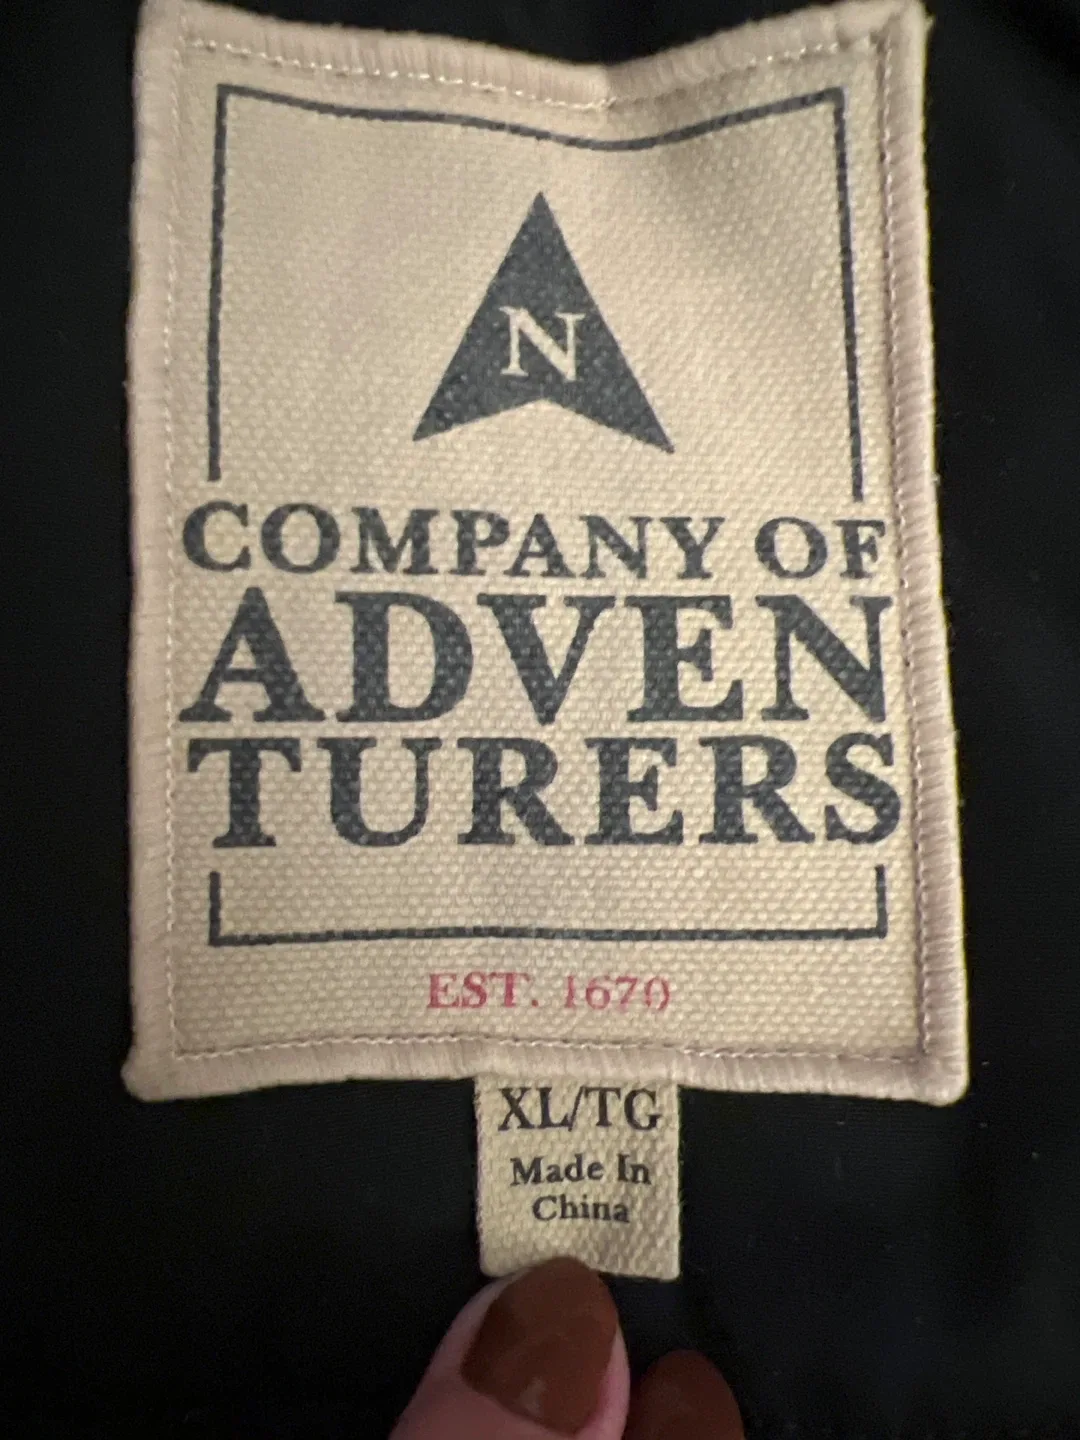 N
COMPANY OF
ADVEN
TURERS
EST. 1670
XL/TG
Made In
China